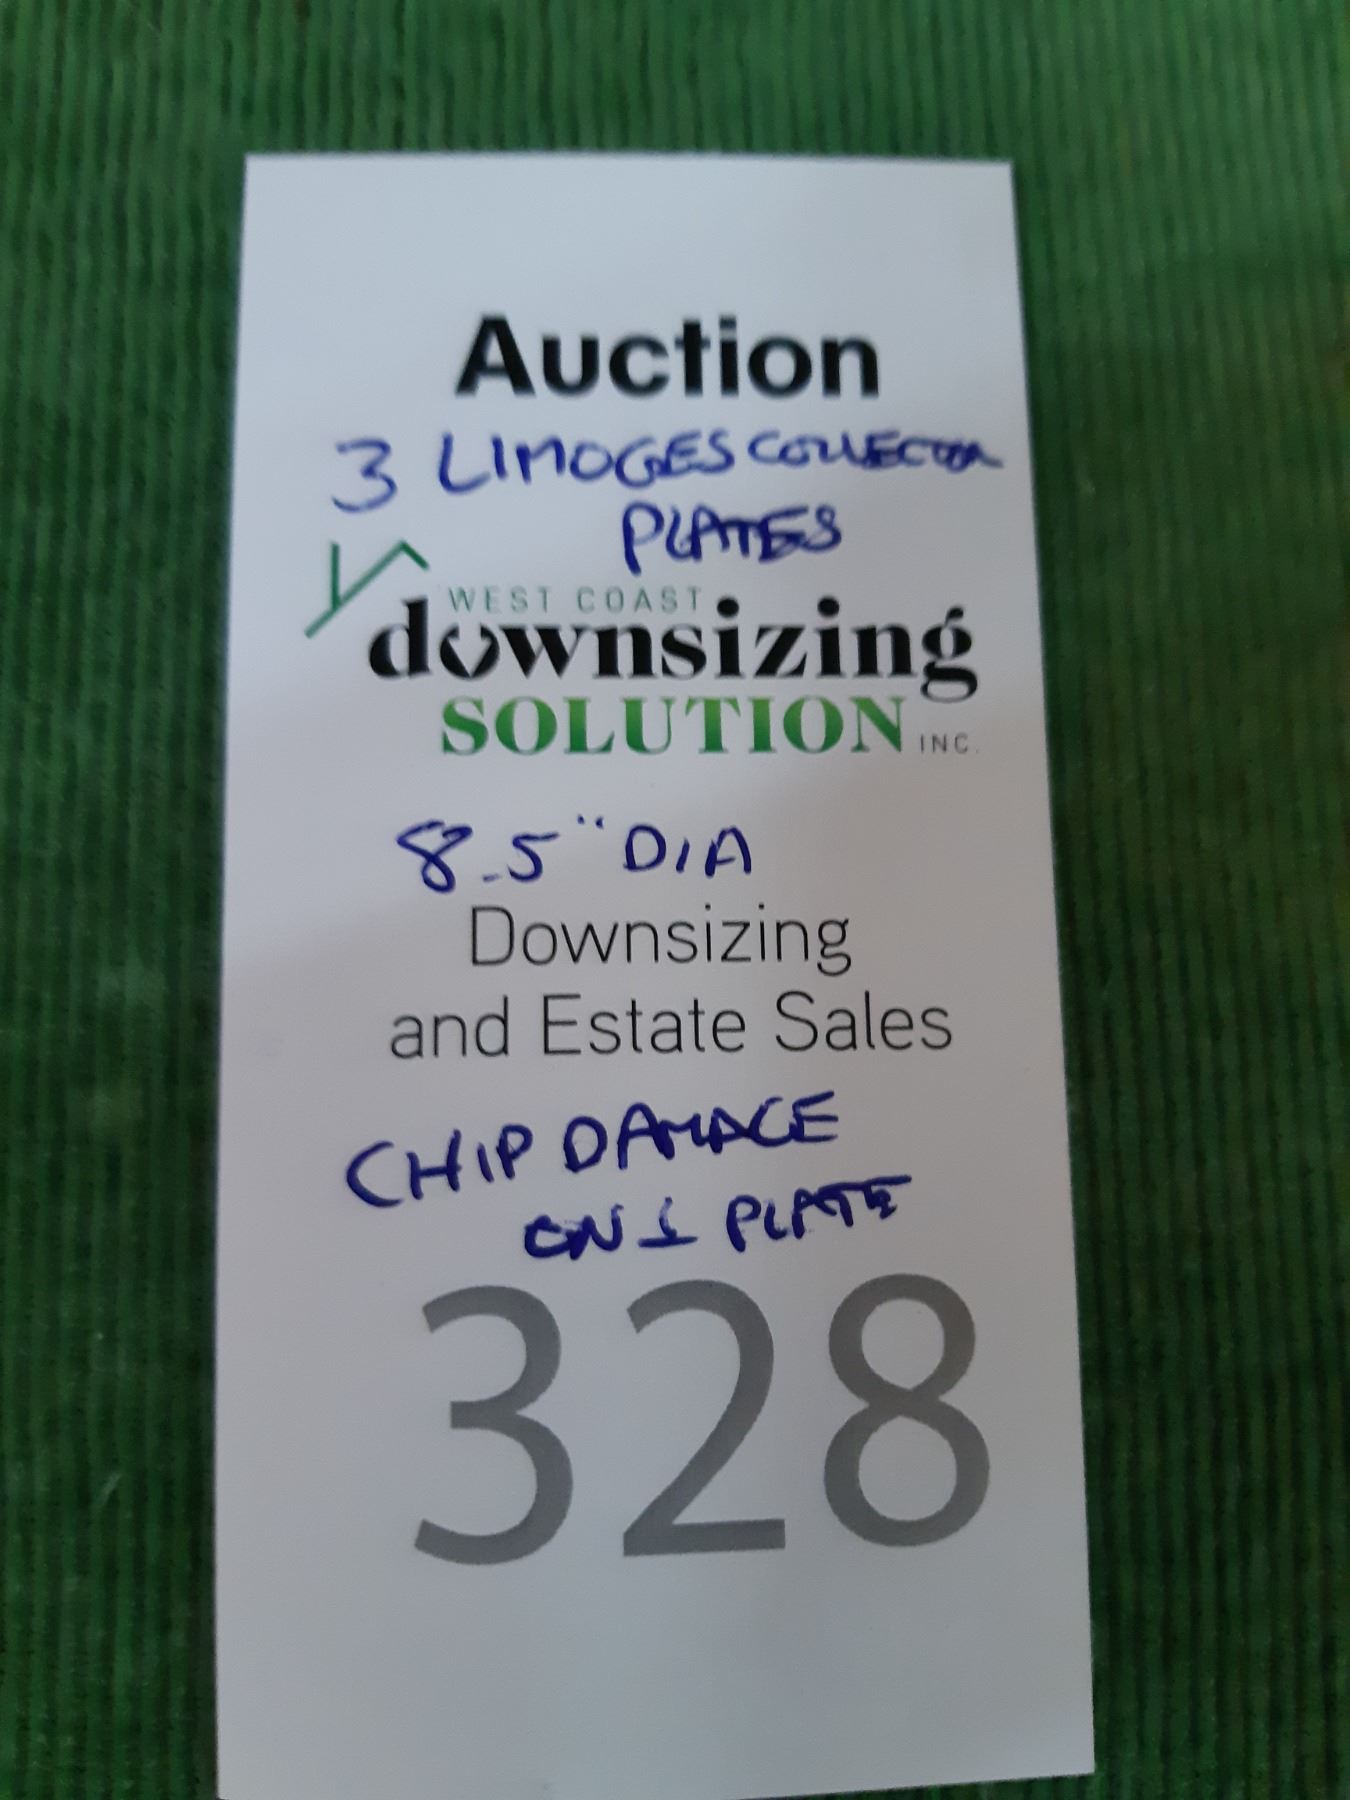 Auction
3 LIMOGES COLLECTOR
PLATES
WEST COAST
downsizing
SOLUTION INC.
8.5" DIA
Downsizing
and Estate Sales
CHIP DAMAGE
ON 1 PLATE
328